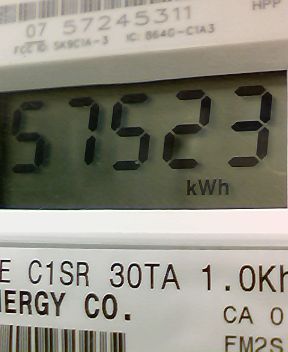 HPP
07 57245311
FCC ID: SK9C1A-3 IC: 864G-C1A3
57523
kWh
E C1SR 30TA 1.0Kh
NERGY CO.
CA 0
FM2S